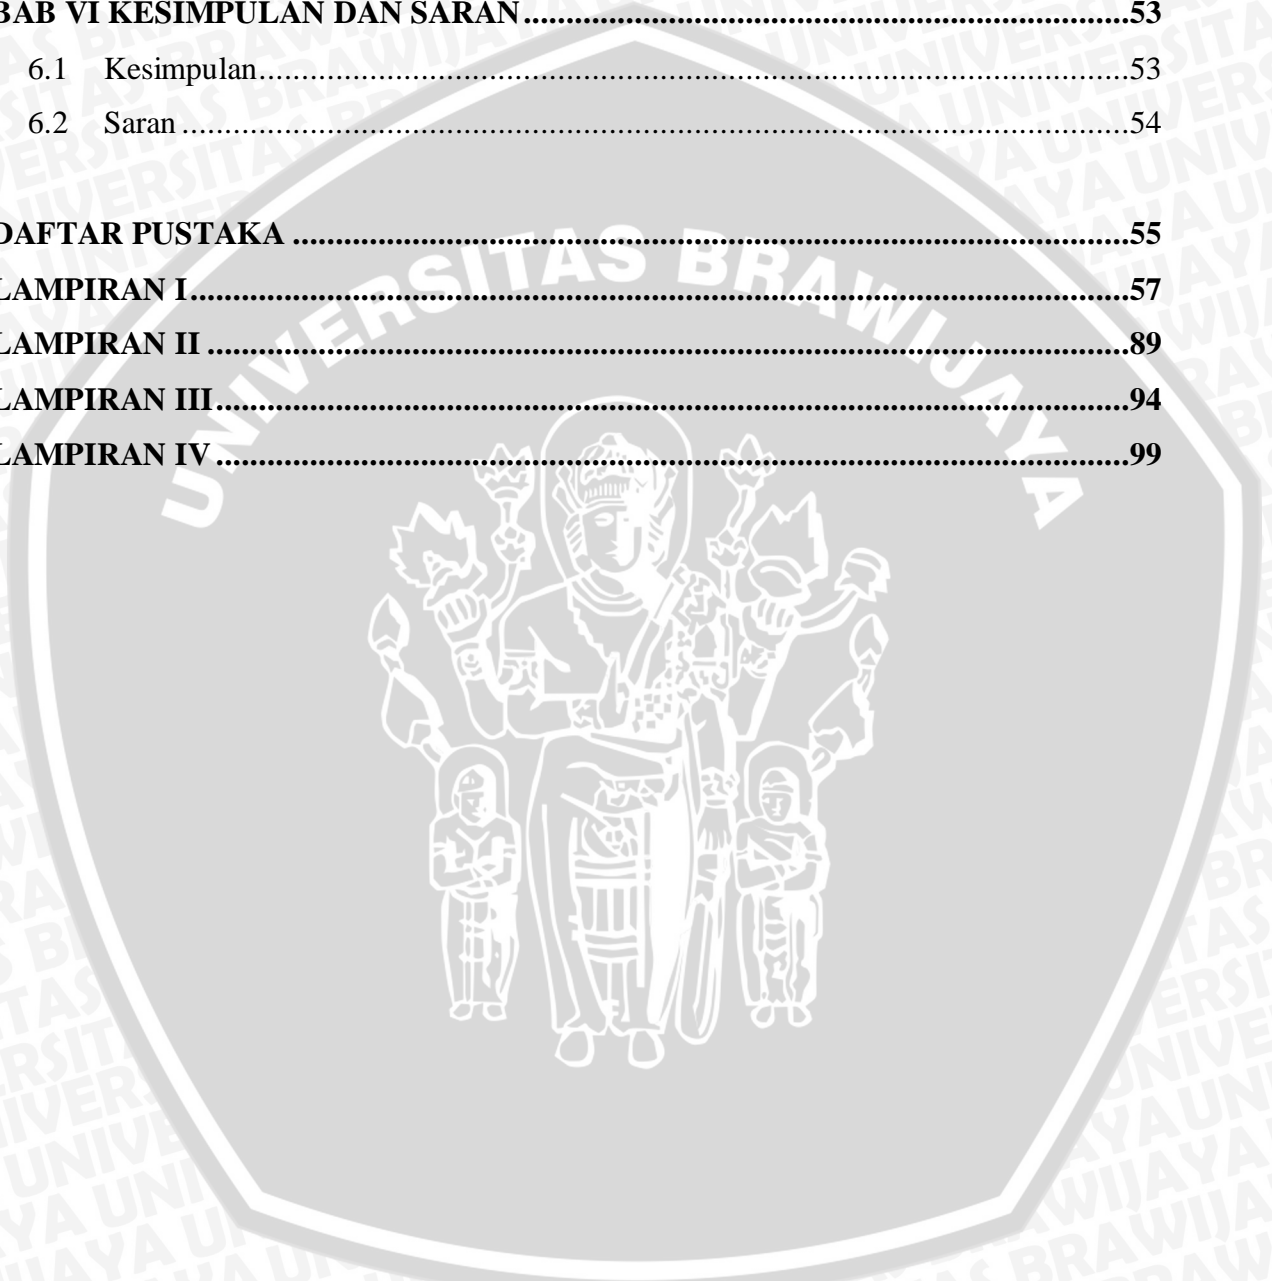 BAB VI KESIMPULAN DAN SARAN....................................................................................53
6.1 Kesimpulan....................................................................................53
6.2 Saran....................................................................................54
DAFTAR PUSTAKA....................................................................................55
LAMPIRAN I....................................................................................57
LAMPIRAN II....................................................................................89
LAMPIRAN III....................................................................................94
LAMPIRAN IV....................................................................................99
UNIVERSITAS BRAWIJAYA